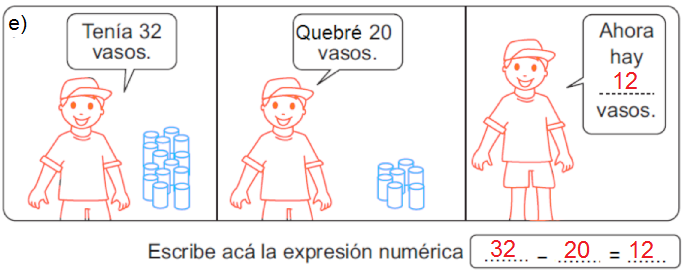 e)
Tenía 32
vasos.
Quebré 20
vasos.
Ahora
hay
12
vasos.
Escribe acá la expresión numérica 32 – 20 = 12